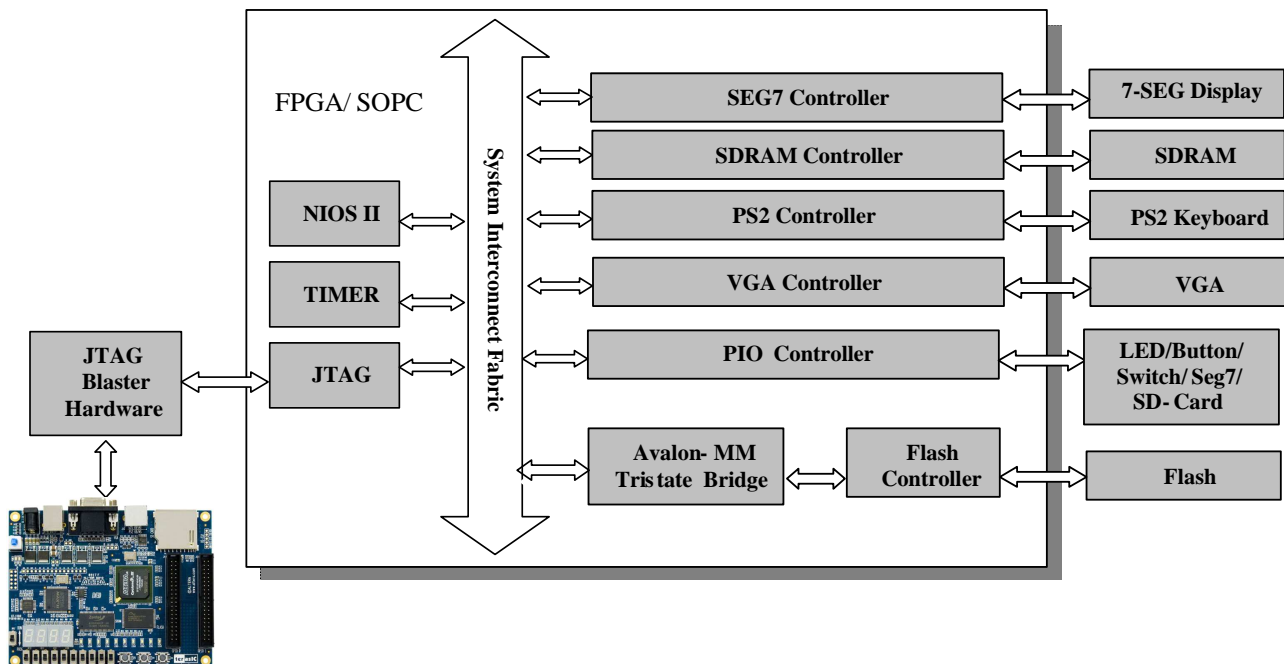 FPGA/ SOPC
System Interconnect Fabric
NIOS II
TIMER
JTAG
JTAG
Blaster
Hardware
SEG7 Controller
7-SEG Display
SDRAM Controller
SDRAM
PS2 Controller
PS2 Keyboard
VGA Controller
VGA
PIO Controller
LED/Button/
Switch/ Seg7/
SD- Card
Avalon- MM
Tristate Bridge
Flash
Controller
Flash